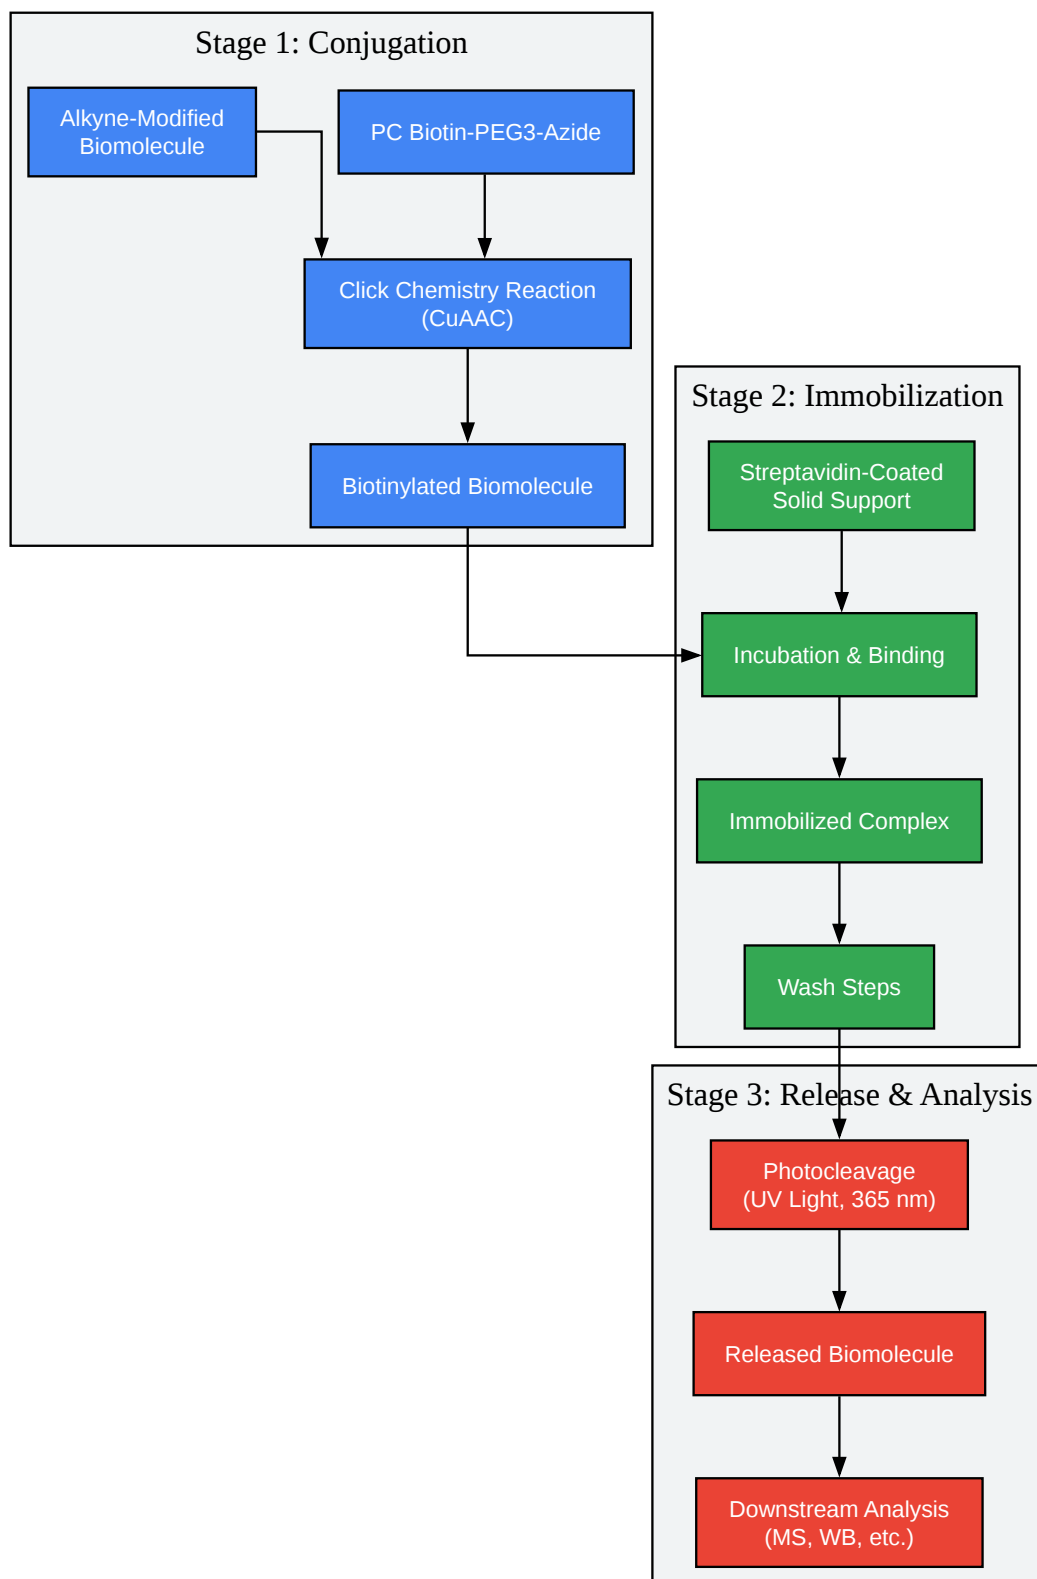 Stage 1: Conjugation
Alkyne-Modified
Biomolecule
PC Biotin-PEG3-Azide
Click Chemistry Reaction
(CuAAC)
Biotinylated Biomolecule
Stage 2: Immobilization
Streptavidin-Coated
Solid Support
Incubation & Binding
Immobilized Complex
Wash Steps
Stage 3: Release & Analysis
Photocleavage
(UV Light, 365 nm)
Released Biomolecule
Downstream Analysis
(MS, WB, etc.)